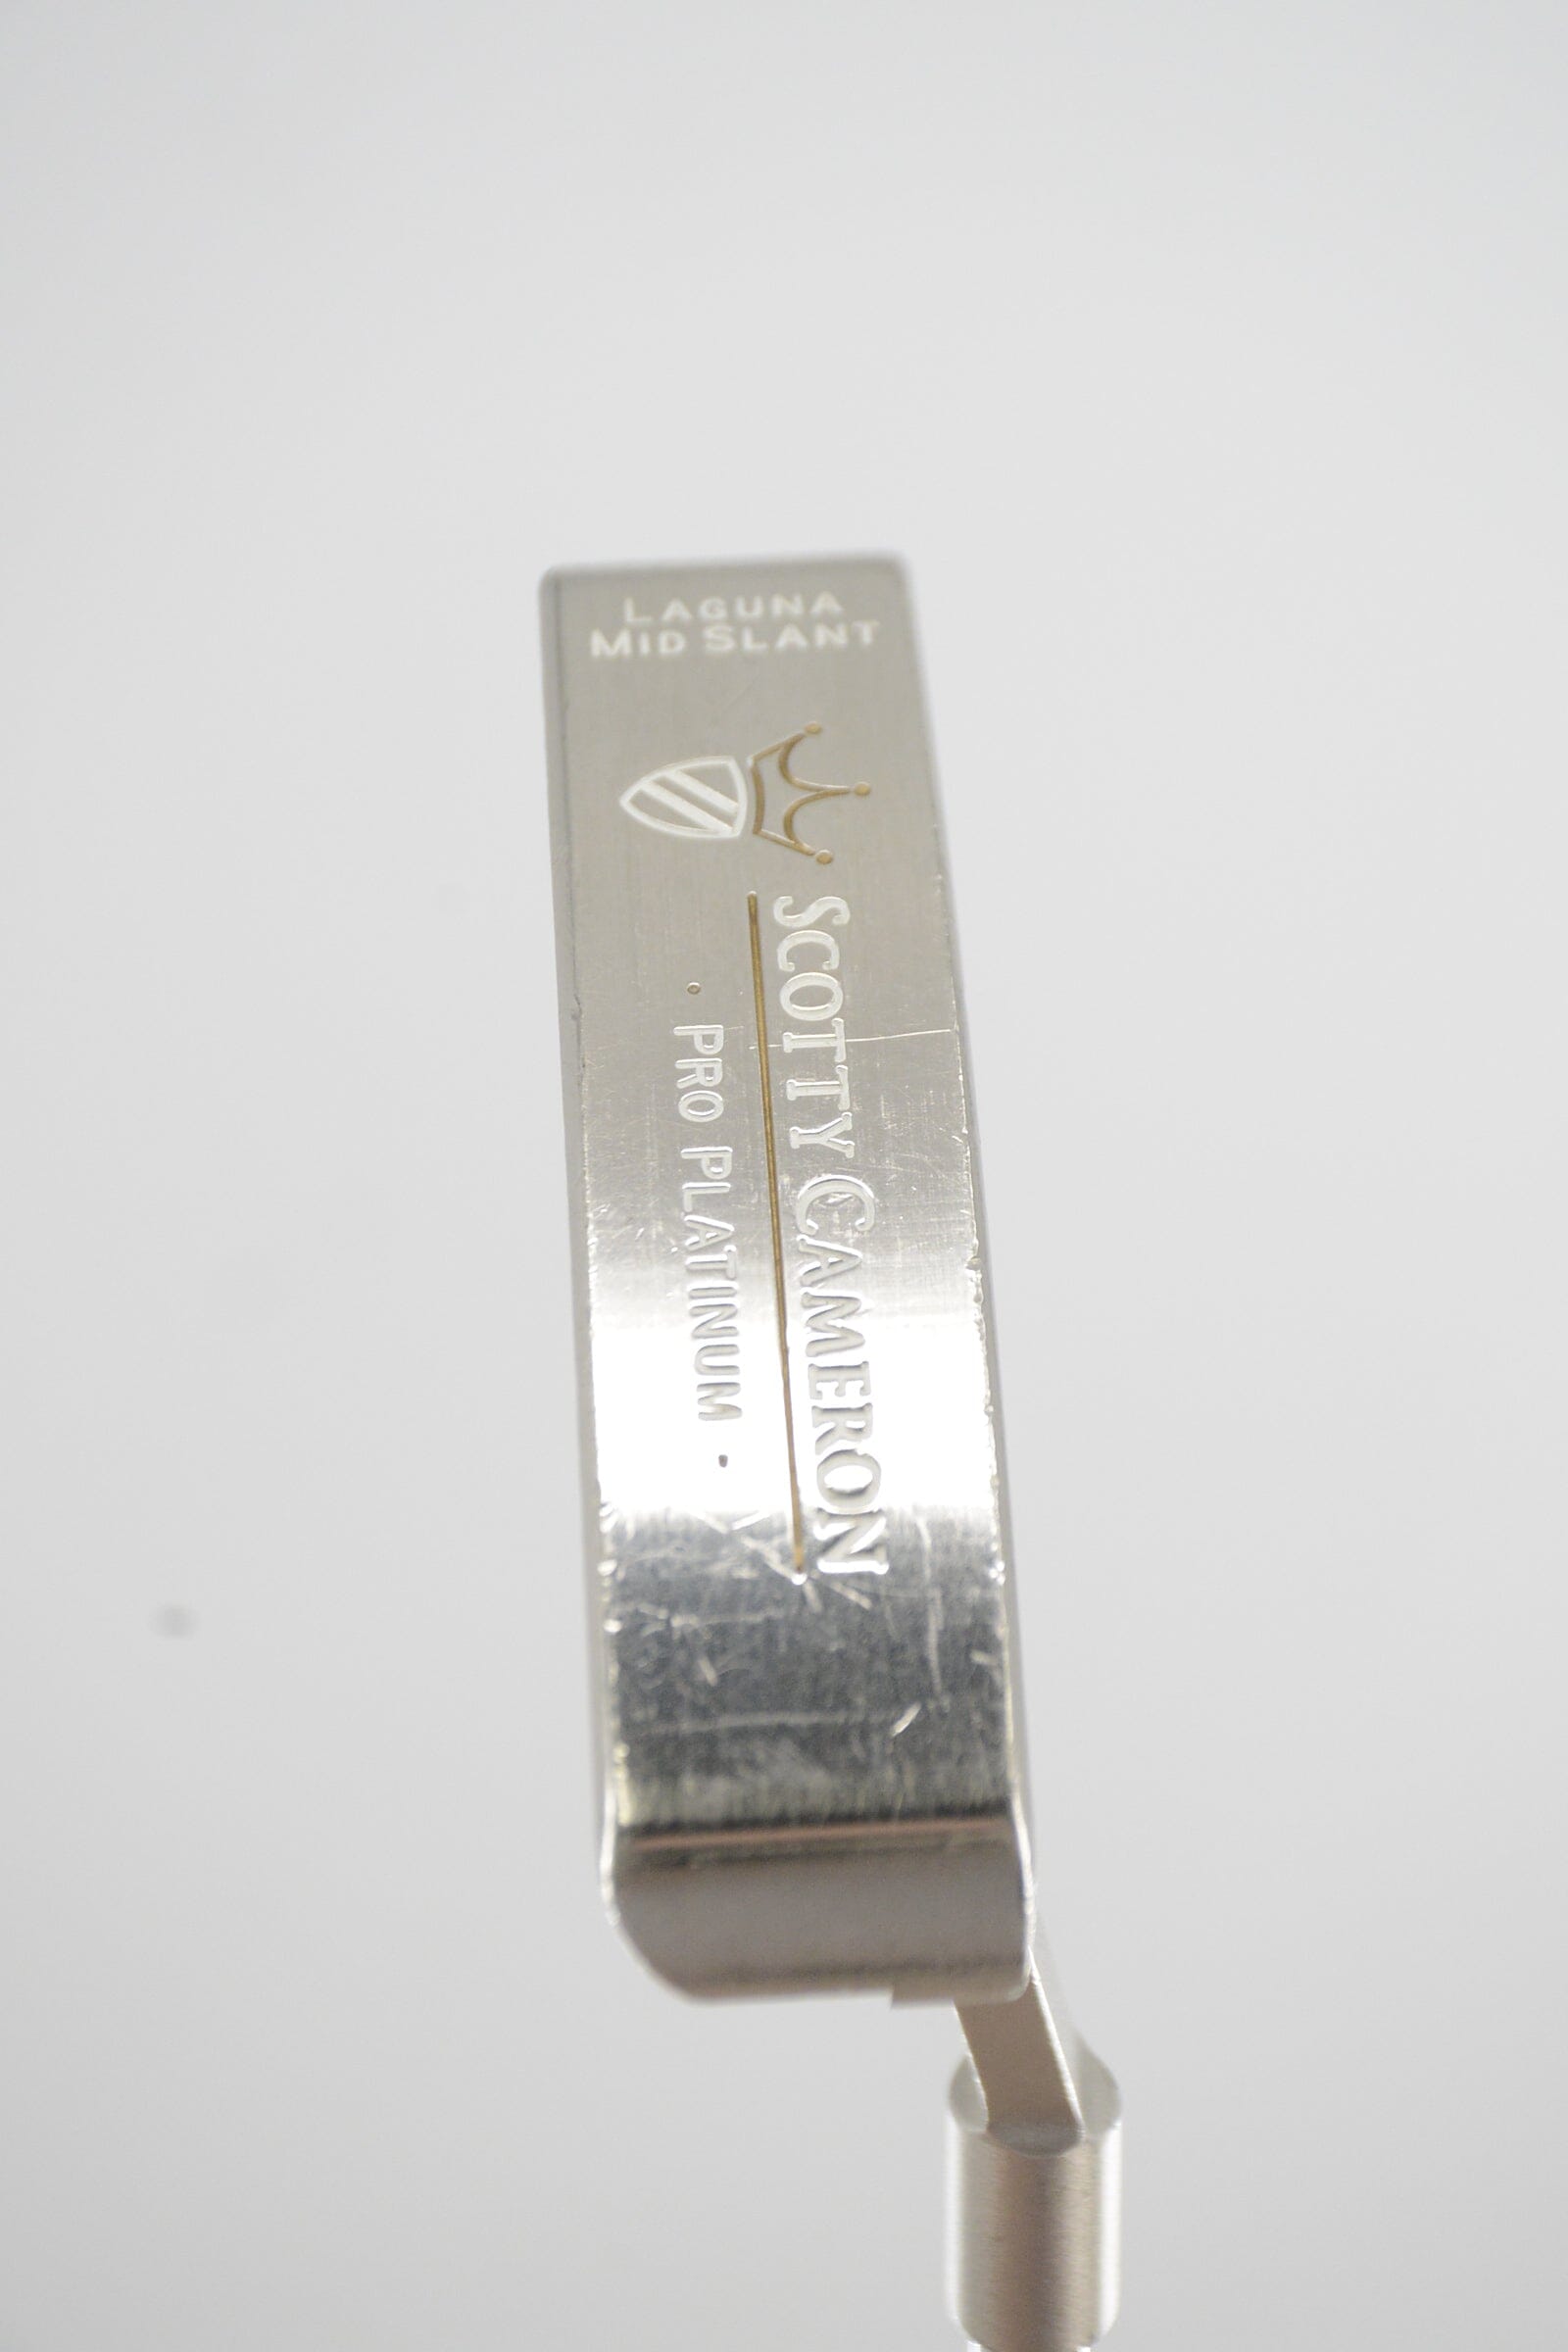 LAGUNA
MID SLANT
SCOTTY CAMERON
· PRO PLATINUM ·